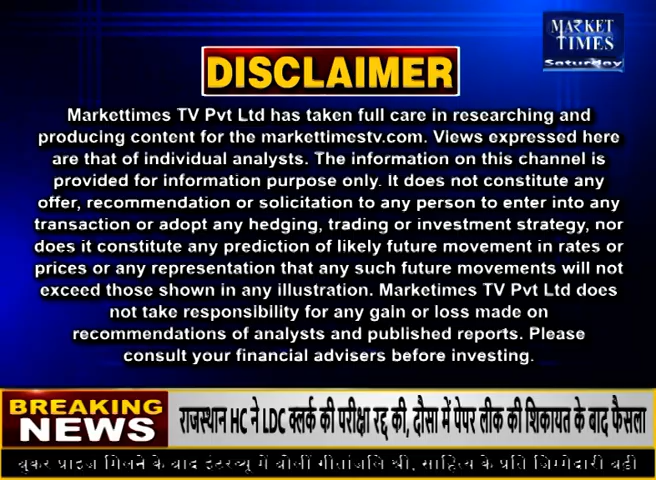 MARKET
TIMES
Saturday
DISCLAIMER
Markettimes TV Pvt Ltd has taken full care in researching and
producing content for the markettimestv.com. Views expressed here
are that of individual analysts. The information on this channel is
provided for information purpose only. It does not constitute any
offer, recommendation or solicitation to any person to enter into any
transaction or adopt any hedging, trading or investment strategy, nor
does it constitute any prediction of likely future movement in rates or
prices or any representation that any such future movements will not
exceed those shown in any illustration. Marketimes TV Pvt Ltd does
not take responsibility for any gain or loss made on
recommendations of analysts and published reports. Please
consult your financial advisers before investing.
BREAKING
NEWS
राजस्थान HC ने LDC क्लर्क की परीक्षा रद्द की, दौसा में पेपर लीक की शिकायत के बाद फैसला
बुकर प्राइज मिलने के बाद इंटरव्यू में बोलीं गीतांजलि श्री, साहित्य के प्रति जिम्मेदारी बढ़ी